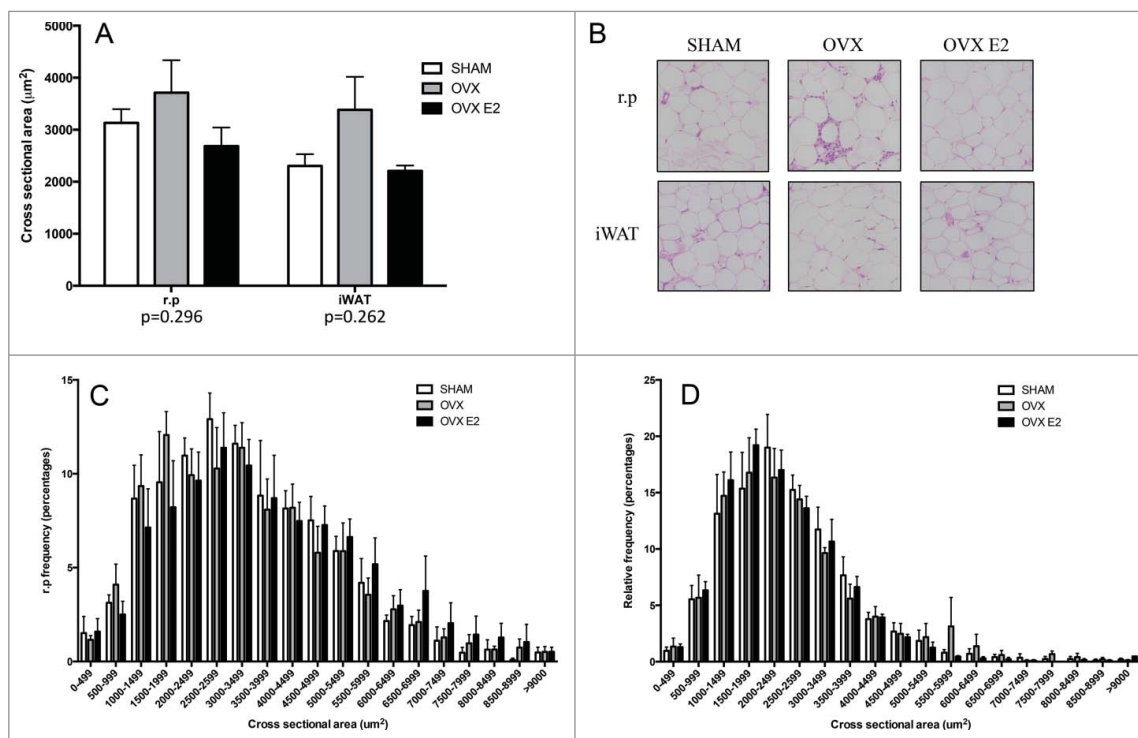 A
Cross sectional area (μm²)
5000
4000
3000
2000
1000
0
SHAM
OVX
OVX E2
r.p
iWAT
p=0.296
p=0.262
B
SHAM
OVX
OVX E2
r.p
iWAT
C
r.p frequency (percentages)
15
10
5
0
SHAM
OVX
OVX E2
0-499
500-999
1000-1499
1500-1999
2000-2499
2500-2599
3000-3499
3500-3999
4000-4499
4500-4999
5000-5499
5500-5999
6000-6499
6500-6999
7000-7499
7500-7999
8000-8499
8500-8999
>9000
Cross sectional area (um²)
D
Relative frequency (percentages)
25
20
15
10
5
0
SHAM
OVX
OVX E2
0-499
500-999
1000-1499
1500-1999
2000-2499
2500-2599
3000-3499
3500-3999
4000-4499
4500-4999
5000-5499
5500-5999
6000-6499
6500-6999
7000-7499
7500-7999
8000-8499
8500-8999
>9000
Cross sectional area (um²)